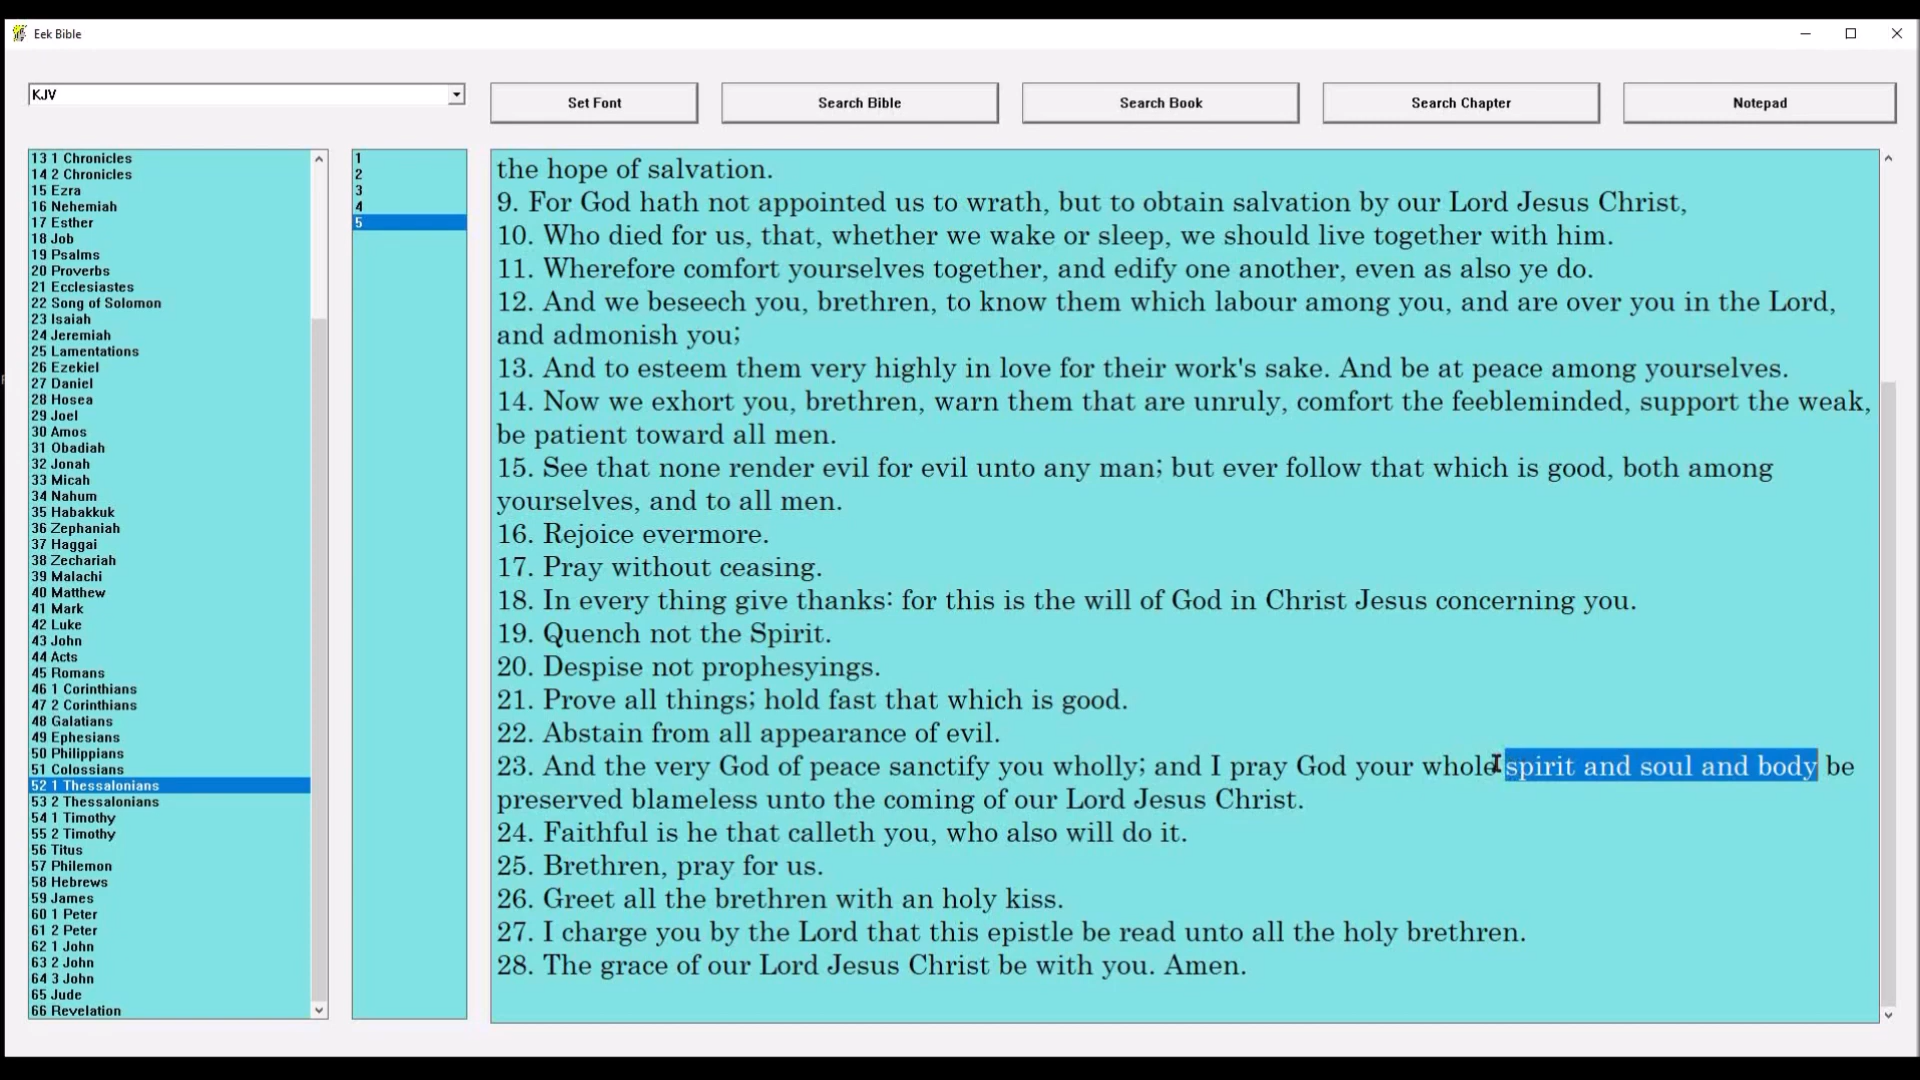 Eek Bible
KJV
Set Font
Search Bible
Search Book
Search Chapter
Notepad
13 1 Chronicles
14 2 Chronicles
15 Ezra
16 Nehemiah
17 Esther
18 Job
19 Psalms
20 Proverbs
21 Ecclesiastes
22 Song of Solomon
23 Isaiah
24 Jeremiah
25 Lamentations
26 Ezekiel
27 Daniel
28 Hosea
29 Joel
30 Amos
31 Obadiah
32 Jonah
33 Micah
34 Nahum
35 Habakkuk
36 Zephaniah
37 Haggai
38 Zechariah
39 Malachi
40 Matthew
41 Mark
42 Luke
43 John
44 Acts
45 Romans
46 1 Corinthians
47 2 Corinthians
48 Galatians
49 Ephesians
50 Philippians
51 Colossians
52 1 Thessalonians
53 2 Thessalonians
54 1 Timothy
55 2 Timothy
56 Titus
57 Philemon
58 Hebrews
59 James
60 1 Peter
61 2 Peter
62 1 John
63 2 John
64 3 John
65 Jude
66 Revelation
1
2
3
4
5
the hope of salvation.
9. For God hath not appointed us to wrath, but to obtain salvation by our Lord Jesus Christ,
10. Who died for us, that, whether we wake or sleep, we should live together with him.
11. Wherefore comfort yourselves together, and edify one another, even as also ye do.
12. And we beseech you, brethren, to know them which labour among you, and are over you in the Lord,
and admonish you;
13. And to esteem them very highly in love for their work's sake. And be at peace among yourselves.
14. Now we exhort you, brethren, warn them that are unruly, comfort the feebleminded, support the weak,
be patient toward all men.
15. See that none render evil for evil unto any man; but ever follow that which is good, both among
yourselves, and to all men.
16. Rejoice evermore.
17. Pray without ceasing.
18. In every thing give thanks: for this is the will of God in Christ Jesus concerning you.
19. Quench not the Spirit.
20. Despise not prophesyings.
21. Prove all things; hold fast that which is good.
22. Abstain from all appearance of evil.
23. And the very God of peace sanctify you wholly; and I pray God your whole spirit and soul and body be
preserved blameless unto the coming of our Lord Jesus Christ.
24. Faithful is he that calleth you, who also will do it.
25. Brethren, pray for us.
26. Greet all the brethren with an holy kiss.
27. I charge you by the Lord that this epistle be read unto all the holy brethren.
28. The grace of our Lord Jesus Christ be with you. Amen.